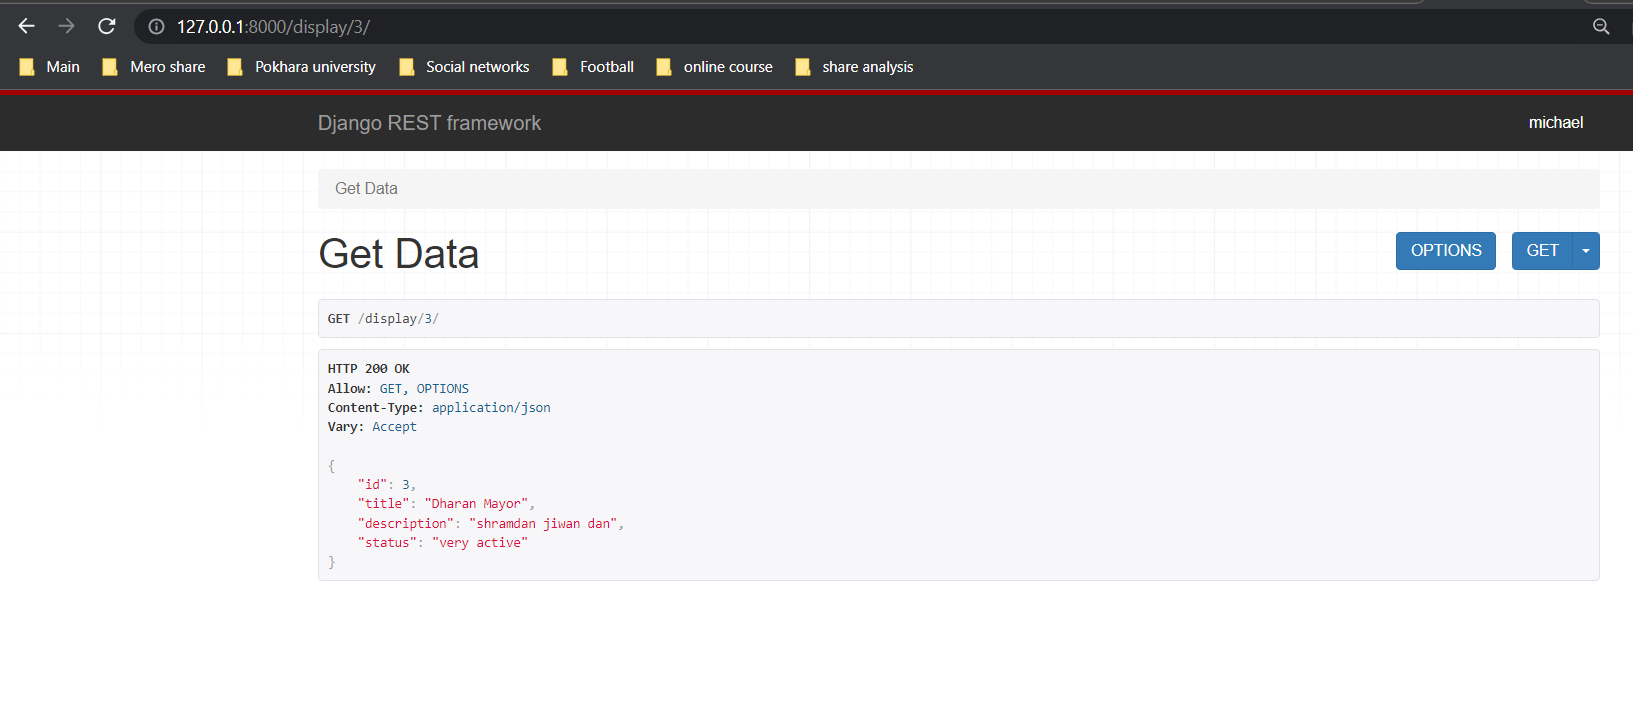 127.0.0.1:8000/display/3/
Main Mero share Pokhara university Social networks Football online course share analysis
Django REST framework michael
Get Data
Get Data OPTIONS GET
GET /display/3/
HTTP 200 OK
Allow: GET, OPTIONS
Content-Type: application/json
Vary: Accept
{
    "id": 3,
    "title": "Dharan Mayor",
    "description": "shramdan jiwan dan",
    "status": "very active"
}